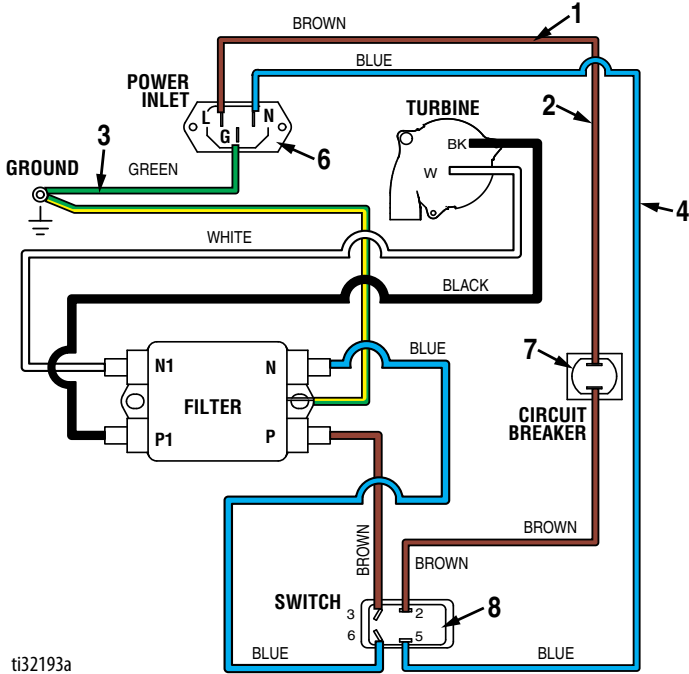 BROWN
1
BLUE
POWER
INLET
L
N
G
2
TURBINE
BK
W
3
6
GROUND
GREEN
4
WHITE
BLACK
BLUE
7
N1
N
FILTER
P1
P
CIRCUIT
BREAKER
BROWN
BROWN
BROWN
SWITCH
3
2
8
6
5
BLUE
BLUE
ti32193a